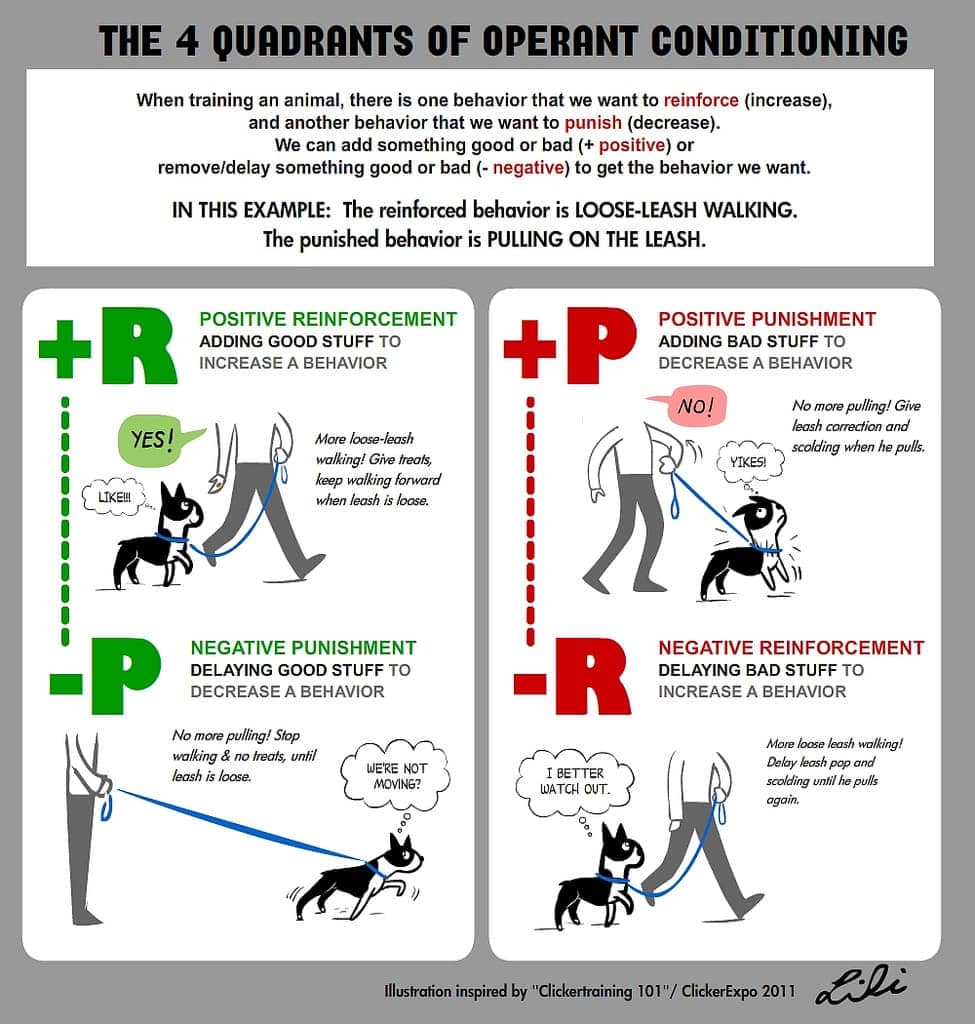 THE 4 QUADRANTS OF OPERANT CONDITIONING
When training an animal, there is one behavior that we want to reinforce (increase),
and another behavior that we want to punish (decrease).
We can add something good or bad (+ positive) or
remove/delay something good or bad (- negative) to get the behavior we want.
IN THIS EXAMPLE: The reinforced behavior is LOOSE-LEASH WALKING.
The punished behavior is PULLING ON THE LEASH.
+R
POSITIVE REINFORCEMENT
ADDING GOOD STUFF TO
INCREASE A BEHAVIOR
YES!
LIKE!!!
More loose-leash
walking! Give treats,
keep walking forward
when leash is loose.
+P
POSITIVE PUNISHMENT
ADDING BAD STUFF TO
DECREASE A BEHAVIOR
NO!
YIKES!
No more pulling! Give
leash correction and
scolding when he pulls.
-P
NEGATIVE PUNISHMENT
DELAYING GOOD STUFF TO
DECREASE A BEHAVIOR
No more pulling! Stop
walking & no treats, until
leash is loose.
WE'RE NOT
MOVING?
-R
NEGATIVE REINFORCEMENT
DELAYING BAD STUFF TO
INCREASE A BEHAVIOR
I BETTER
WATCH OUT.
More loose leash walking!
Delay leash pop and
scolding until he pulls
again.
Illustration inspired by "Clickertraining 101"/ ClickerExpo 2011
Lili